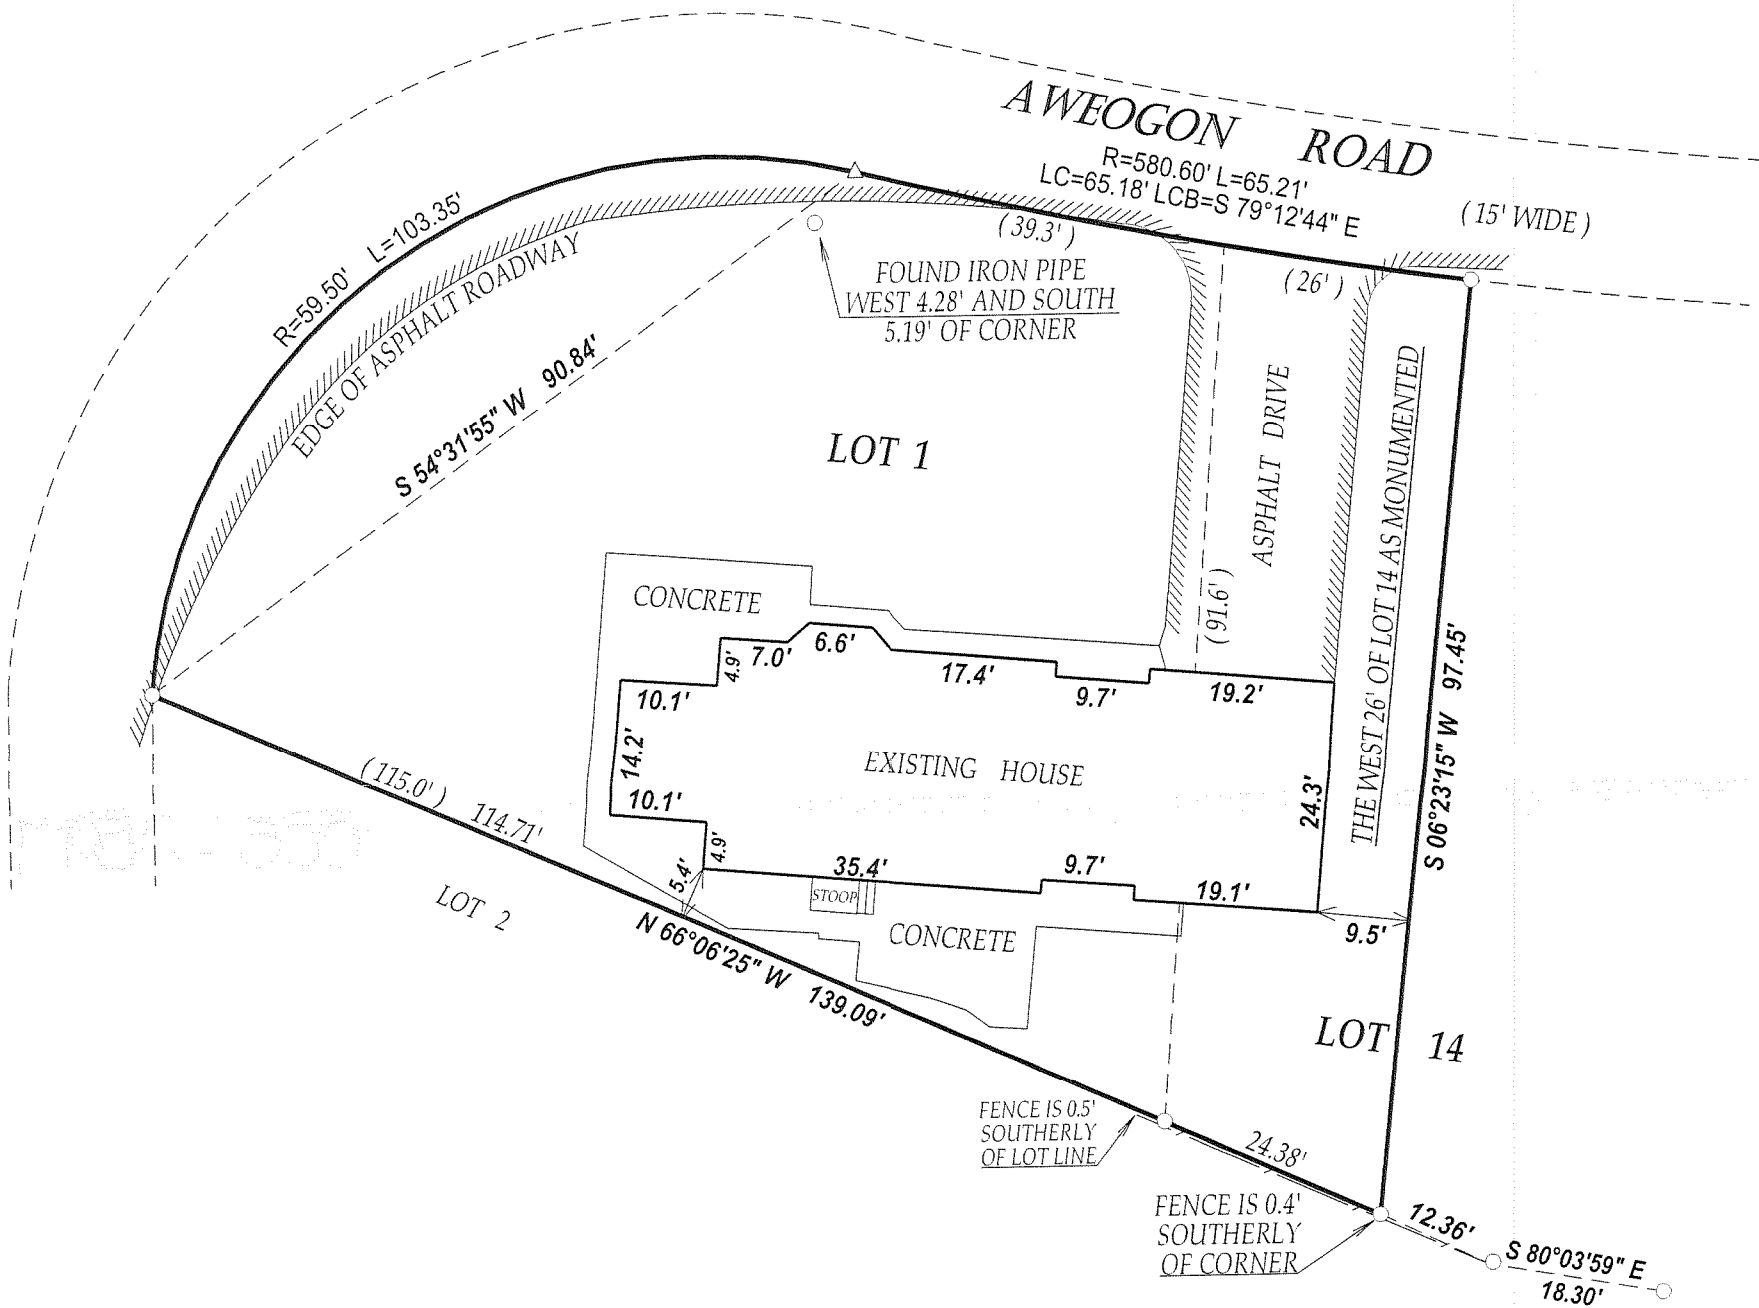 AWEOGON ROAD
R=580.60' L=65.21'
LC=65.18' LCB=S 79°12'44" E
( 15' WIDE )
R=59.50' L=103.35'
EDGE OF ASPHALT ROADWAY
S 54°31'55" W 90.84'
( 39.3' )
( 26' )
FOUND IRON PIPE
WEST 4.28' AND SOUTH
5.19' OF CORNER
LOT 1
ASPHALT DRIVE
( 91.6' )
THE WEST 26' OF LOT 14 AS MONUMENTED
S 06°23'15" W 97.45'
CONCRETE
10.1'
4.9'
7.0'
6.6'
17.4'
9.7'
19.2'
14.2'
EXISTING HOUSE
24.3'
10.1'
4.9'
5.4'
35.4'
9.7'
19.1'
9.5'
STOOP
CONCRETE
( 115.0' )
114.71'
LOT 2
N 66°06'25" W 139.09'
LOT 14
FENCE IS 0.5'
SOUTHERLY
OF LOT LINE
24.38'
FENCE IS 0.4'
SOUTHERLY
OF CORNER
12.36'
S 80°03'59" E
18.30'